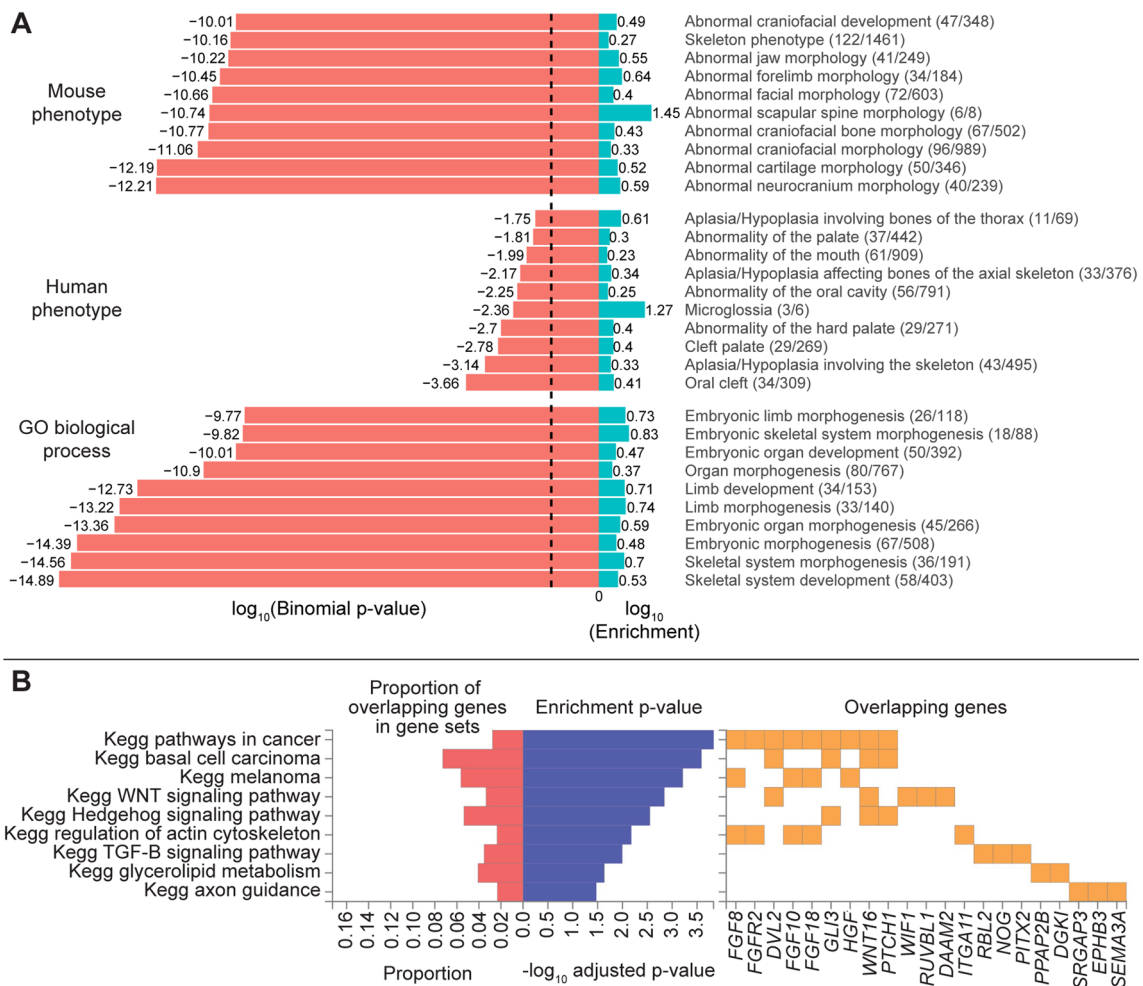 A
−10.01 0.49 Abnormal craniofacial development (47/348)
−10.16 0.27 Skeleton phenotype (122/1461)
−10.22 0.55 Abnormal jaw morphology (41/249)
−10.45 0.64 Abnormal forelimb morphology (34/184)
Mouse
phenotype
−10.66 0.4 Abnormal facial morphology (72/603)
−10.74 1.45 Abnormal scapular spine morphology (6/8)
−10.77 0.43 Abnormal craniofacial bone morphology (67/502)
−11.06 0.33 Abnormal craniofacial morphology (96/989)
−12.19 0.52 Abnormal cartilage morphology (50/346)
−12.21 0.59 Abnormal neurocranium morphology (40/239)
−1.75 0.61 Aplasia/Hypoplasia involving bones of the thorax (11/69)
−1.81 0.3 Abnormality of the palate (37/442)
−1.99 0.23 Abnormality of the mouth (61/909)
−2.17 0.34 Aplasia/Hypoplasia affecting bones of the axial skeleton (33/376)
Human
phenotype
−2.25 0.25 Abnormality of the oral cavity (56/791)
−2.36 1.27 Microglossia (3/6)
−2.7 0.4 Abnormality of the hard palate (29/271)
−2.78 0.4 Cleft palate (29/269)
−3.14 0.33 Aplasia/Hypoplasia involving the skeleton (43/495)
−3.66 0.41 Oral cleft (34/309)
GO biological
process
−9.77 0.73 Embryonic limb morphogenesis (26/118)
−9.82 0.83 Embryonic skeletal system morphogenesis (18/88)
−10.01 0.47 Embryonic organ development (50/392)
−10.9 0.37 Organ morphogenesis (80/767)
−12.73 0.71 Limb development (34/153)
−13.22 0.74 Limb morphogenesis (33/140)
−13.36 0.59 Embryonic organ morphogenesis (45/266)
−14.39 0.48 Embryonic morphogenesis (67/508)
−14.56 0.7 Skeletal system morphogenesis (36/191)
−14.89 0.53 Skeletal system development (58/403)
0
log10(Binomial p-value)
log10
(Enrichment)
B
Proportion of
overlapping genes
in gene sets
Enrichment p-value
Overlapping genes
Kegg pathways in cancer
Kegg basal cell carcinoma
Kegg melanoma
Kegg WNT signaling pathway
Kegg Hedgehog signaling pathway
Kegg regulation of actin cytoskeleton
Kegg TGF-B signaling pathway
Kegg glycerolipid metabolism
Kegg axon guidance
0.16 0.14 0.12 0.10 0.08 0.06 0.04 0.02 0.0 0.5 1.0 1.5 2.0 2.5 3.0 3.5
FGF8 FGFR2 DVL2 FGF10 FGF18 GLI3 HGF WNT16 PTCH1 WIF1 RUVBL1 DAAM2 ITGA11 RBL2 NOG PITX2 PPAP2B DGKI SRGAP3 EPHB3 SEMA3A
Proportion
-log10 adjusted p-value